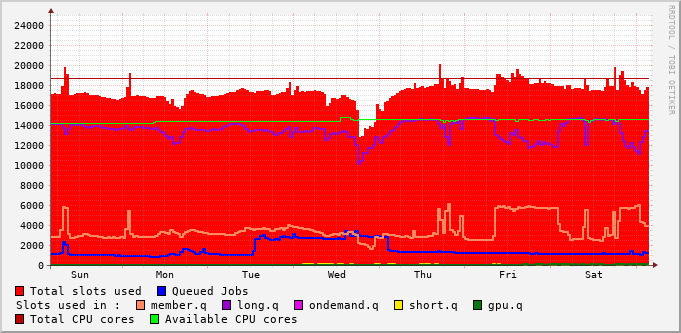 RRDTOOL / TOBI OETIKER
24000
22000
20000
18000
16000
14000
12000
10000
8000
6000
4000
2000
0
Sun Mon Tue Wed Thu Fri Sat
Total slots used Queued Jobs
Slots used in : member.q long.q ondemand.q short.q gpu.q
Total CPU cores Available CPU cores